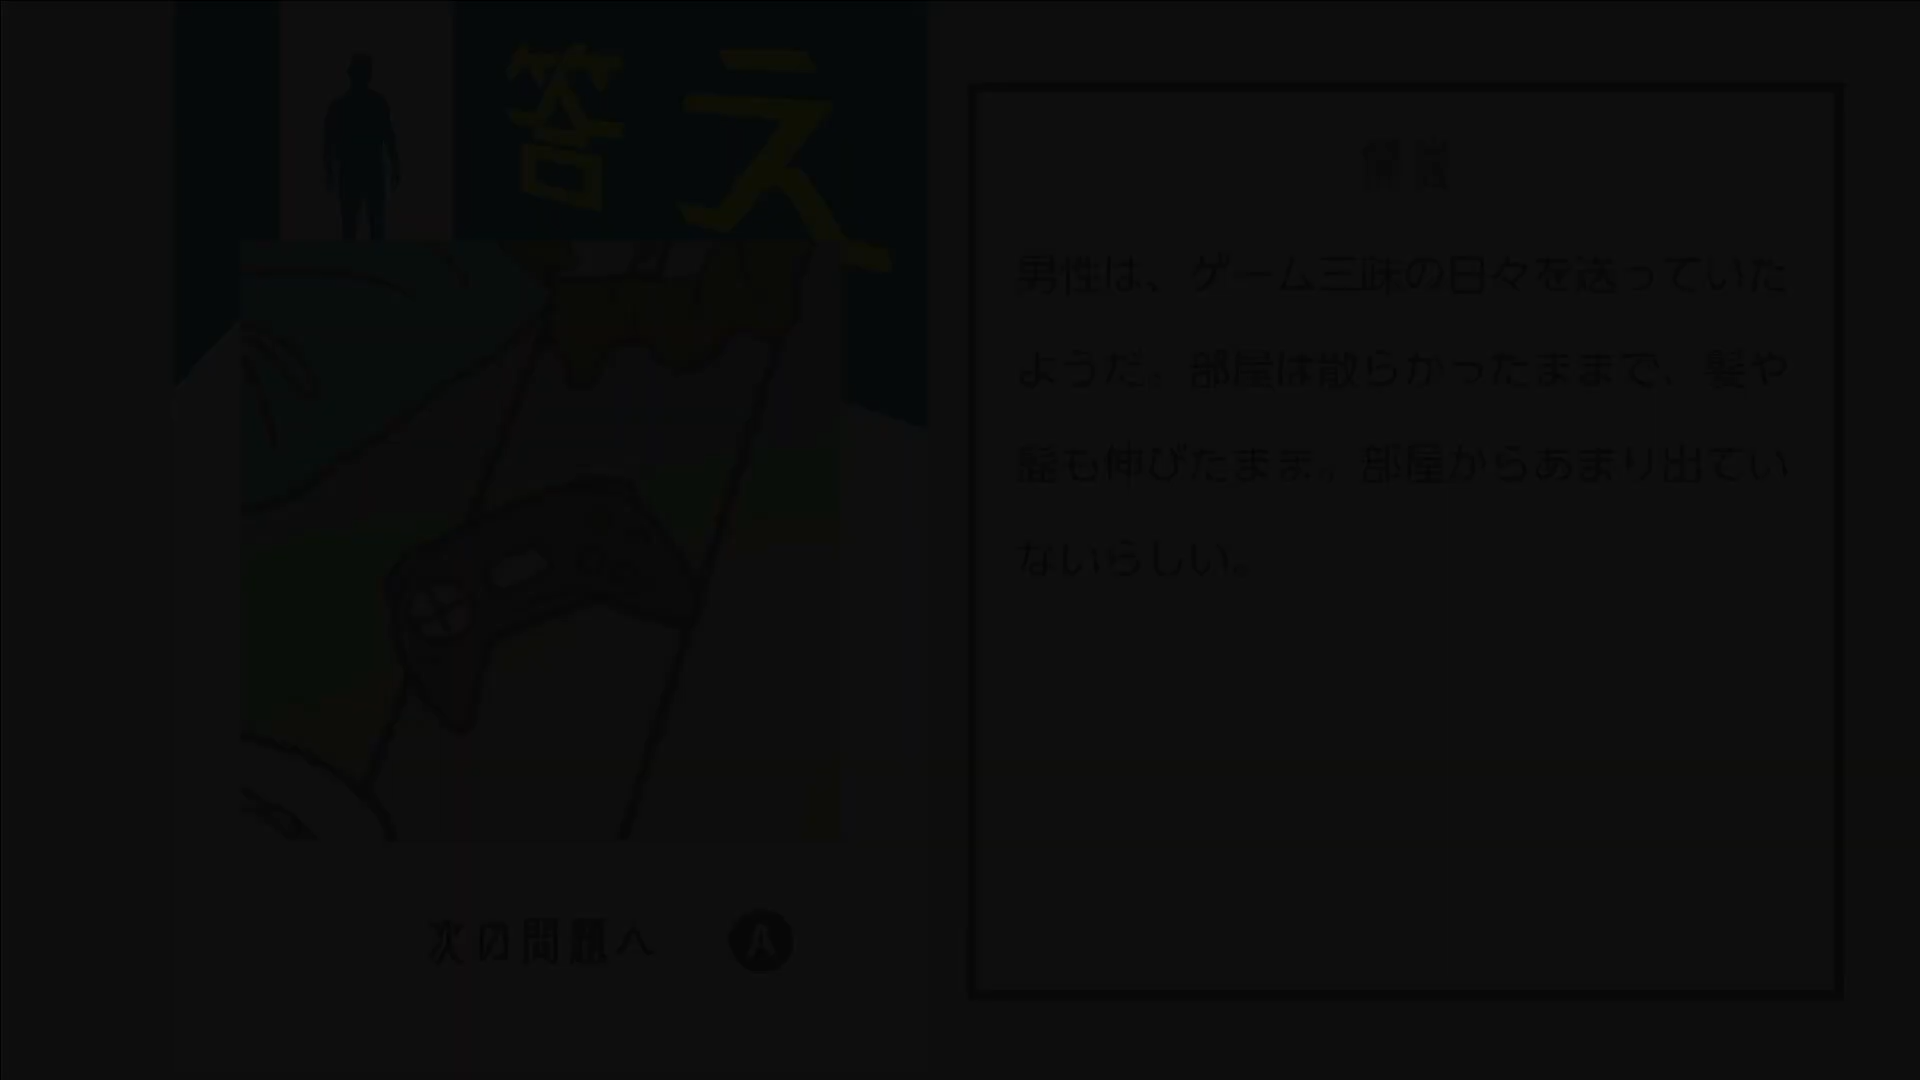 答え
解説
男性は、ゲーム三昧の日々を送っていた
ようだ。部屋は散らかったままで、髪や
髭も伸びたまま。部屋からあまり出てい
ないらしい。
次の問題へ A